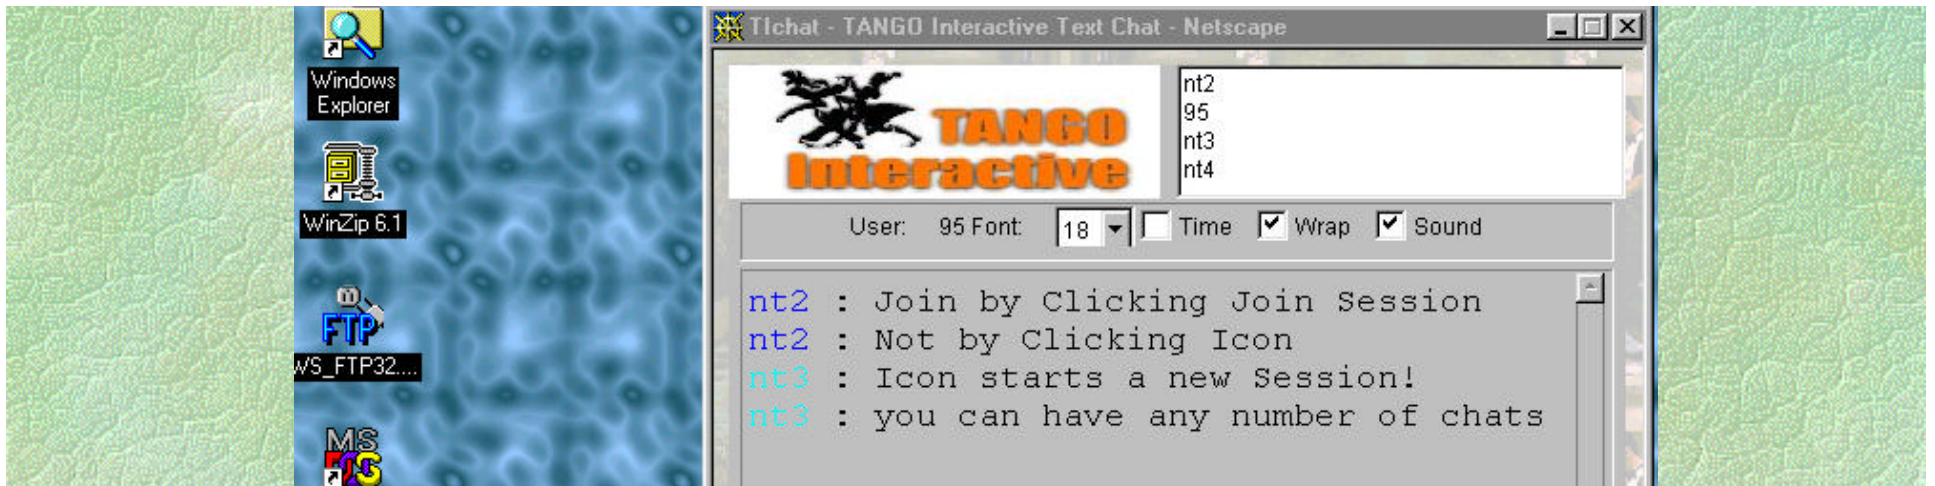 Windows
Explorer
WinZip 6.1
FTP
WS_FTP32....
MS
TIchat - TANGO Interactive Text Chat - Netscape
TANGO
Interactive
nt2
95
nt3
nt4
User: 95 Font: 18 Time Wrap Sound
nt2 : Join by Clicking Join Session
nt2 : Not by Clicking Icon
nt3 : Icon starts a new Session!
nt3 : you can have any number of chats